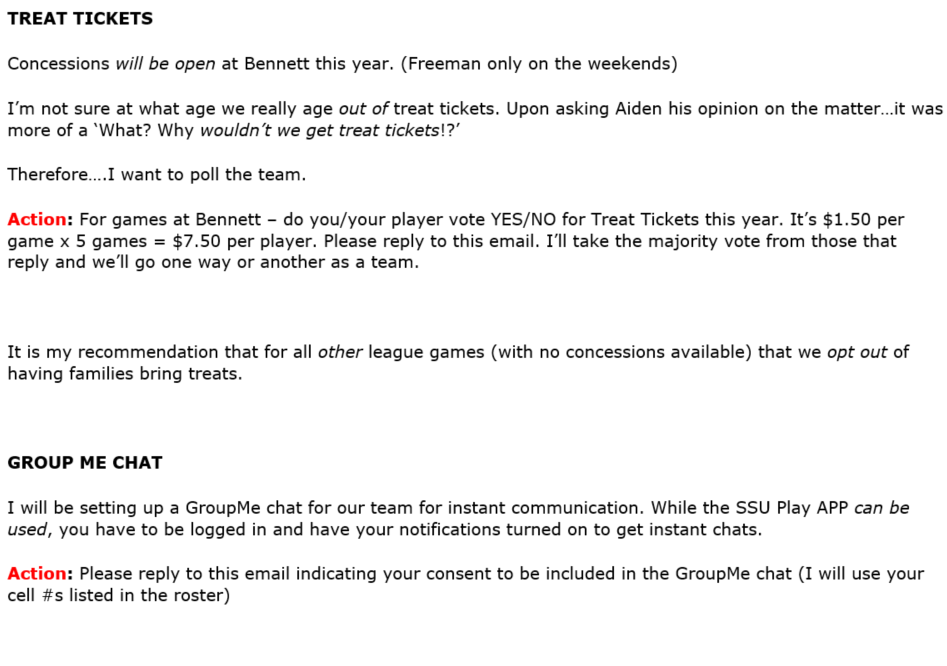 TREAT TICKETS
Concessions will be open at Bennett this year. (Freeman only on the weekends)
I’m not sure at what age we really age out of treat tickets. Upon asking Aiden his opinion on the matter…it was
more of a ‘What? Why wouldn’t we get treat tickets!?’
Therefore….I want to poll the team.
Action: For games at Bennett – do you/your player vote YES/NO for Treat Tickets this year. It’s $1.50 per
game x 5 games = $7.50 per player. Please reply to this email. I’ll take the majority vote from those that
reply and we’ll go one way or another as a team.
It is my recommendation that for all other league games (with no concessions available) that we opt out of
having families bring treats.
GROUP ME CHAT
I will be setting up a GroupMe chat for our team for instant communication. While the SSU Play APP can be
used, you have to be logged in and have your notifications turned on to get instant chats.
Action: Please reply to this email indicating your consent to be included in the GroupMe chat (I will use your
cell #s listed in the roster)